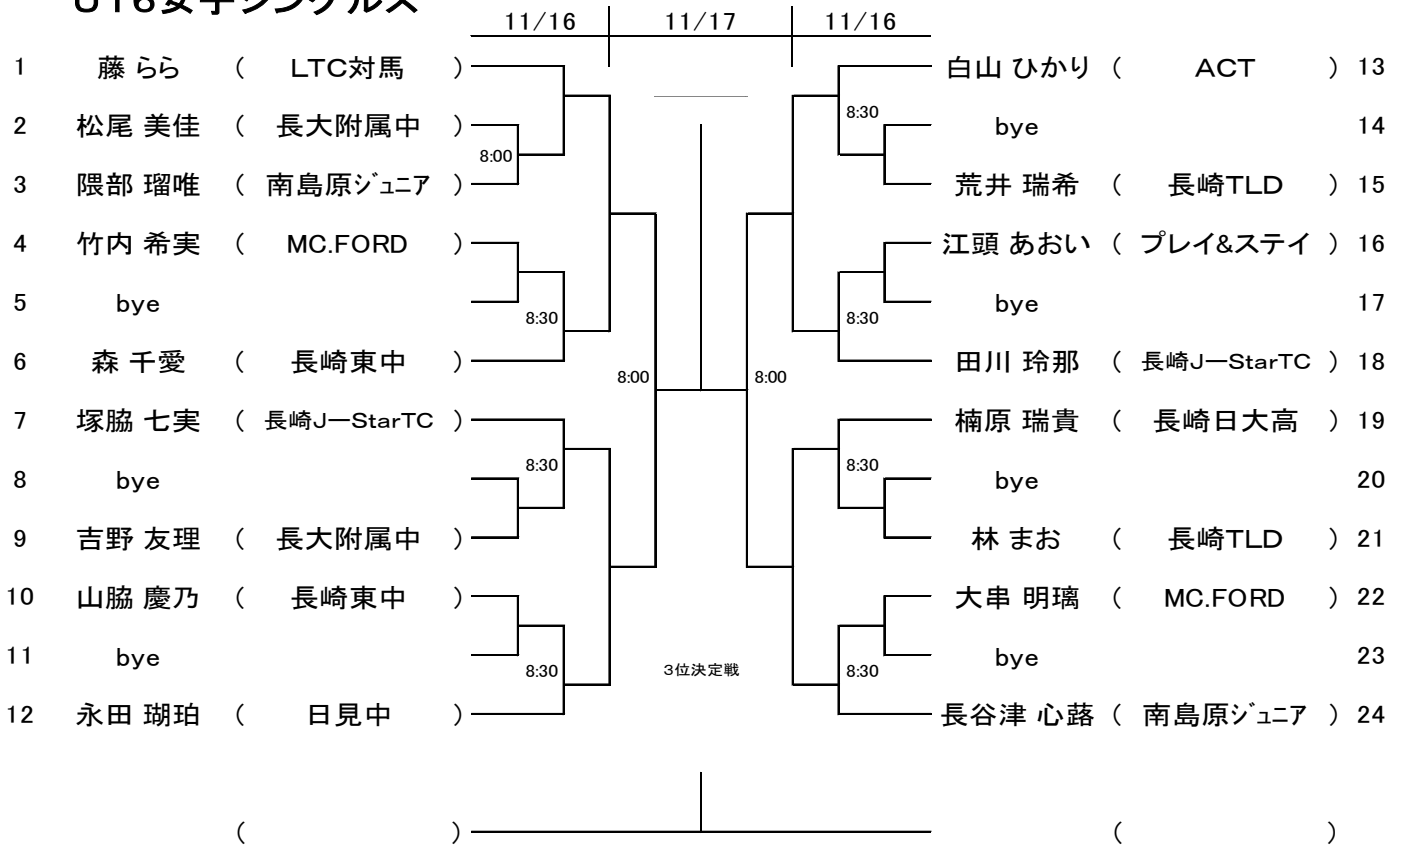 U16女子シングルス
11/16 11/17 11/16
1 藤 らら ( LTC対馬 ) 白山 ひかり ( ACT ) 13
8:30
2 松尾 美佳 ( 長大附属中 ) bye 14
8:00
3 隈部 瑠唯 ( 南島原ｼﾞｭﾆｱ ) 荒井 瑞希 ( 長崎TLD ) 15
4 竹内 希実 ( MC.FORD ) 江頭 あおい ( プレイ&ステイ ) 16
5 bye bye 17
8:30 8:30
6 森 千愛 ( 長崎東中 ) 田川 玲那 ( 長崎J－StarTC ) 18
8:00 8:00
7 塚脇 七実 ( 長崎J－StarTC ) 楠原 瑞貴 ( 長崎日大高 ) 19
8:30 8:30
8 bye bye 20
9 吉野 友理 ( 長大附属中 ) 林 まお ( 長崎TLD ) 21
10 山脇 慶乃 ( 長崎東中 ) 大串 明璃 ( MC.FORD ) 22
11 bye bye 23
8:30 3位決定戦 8:30
12 永田 瑚珀 ( 日見中 ) 長谷津 心蕗 ( 南島原ｼﾞｭﾆｱ ) 24
( ) ( )